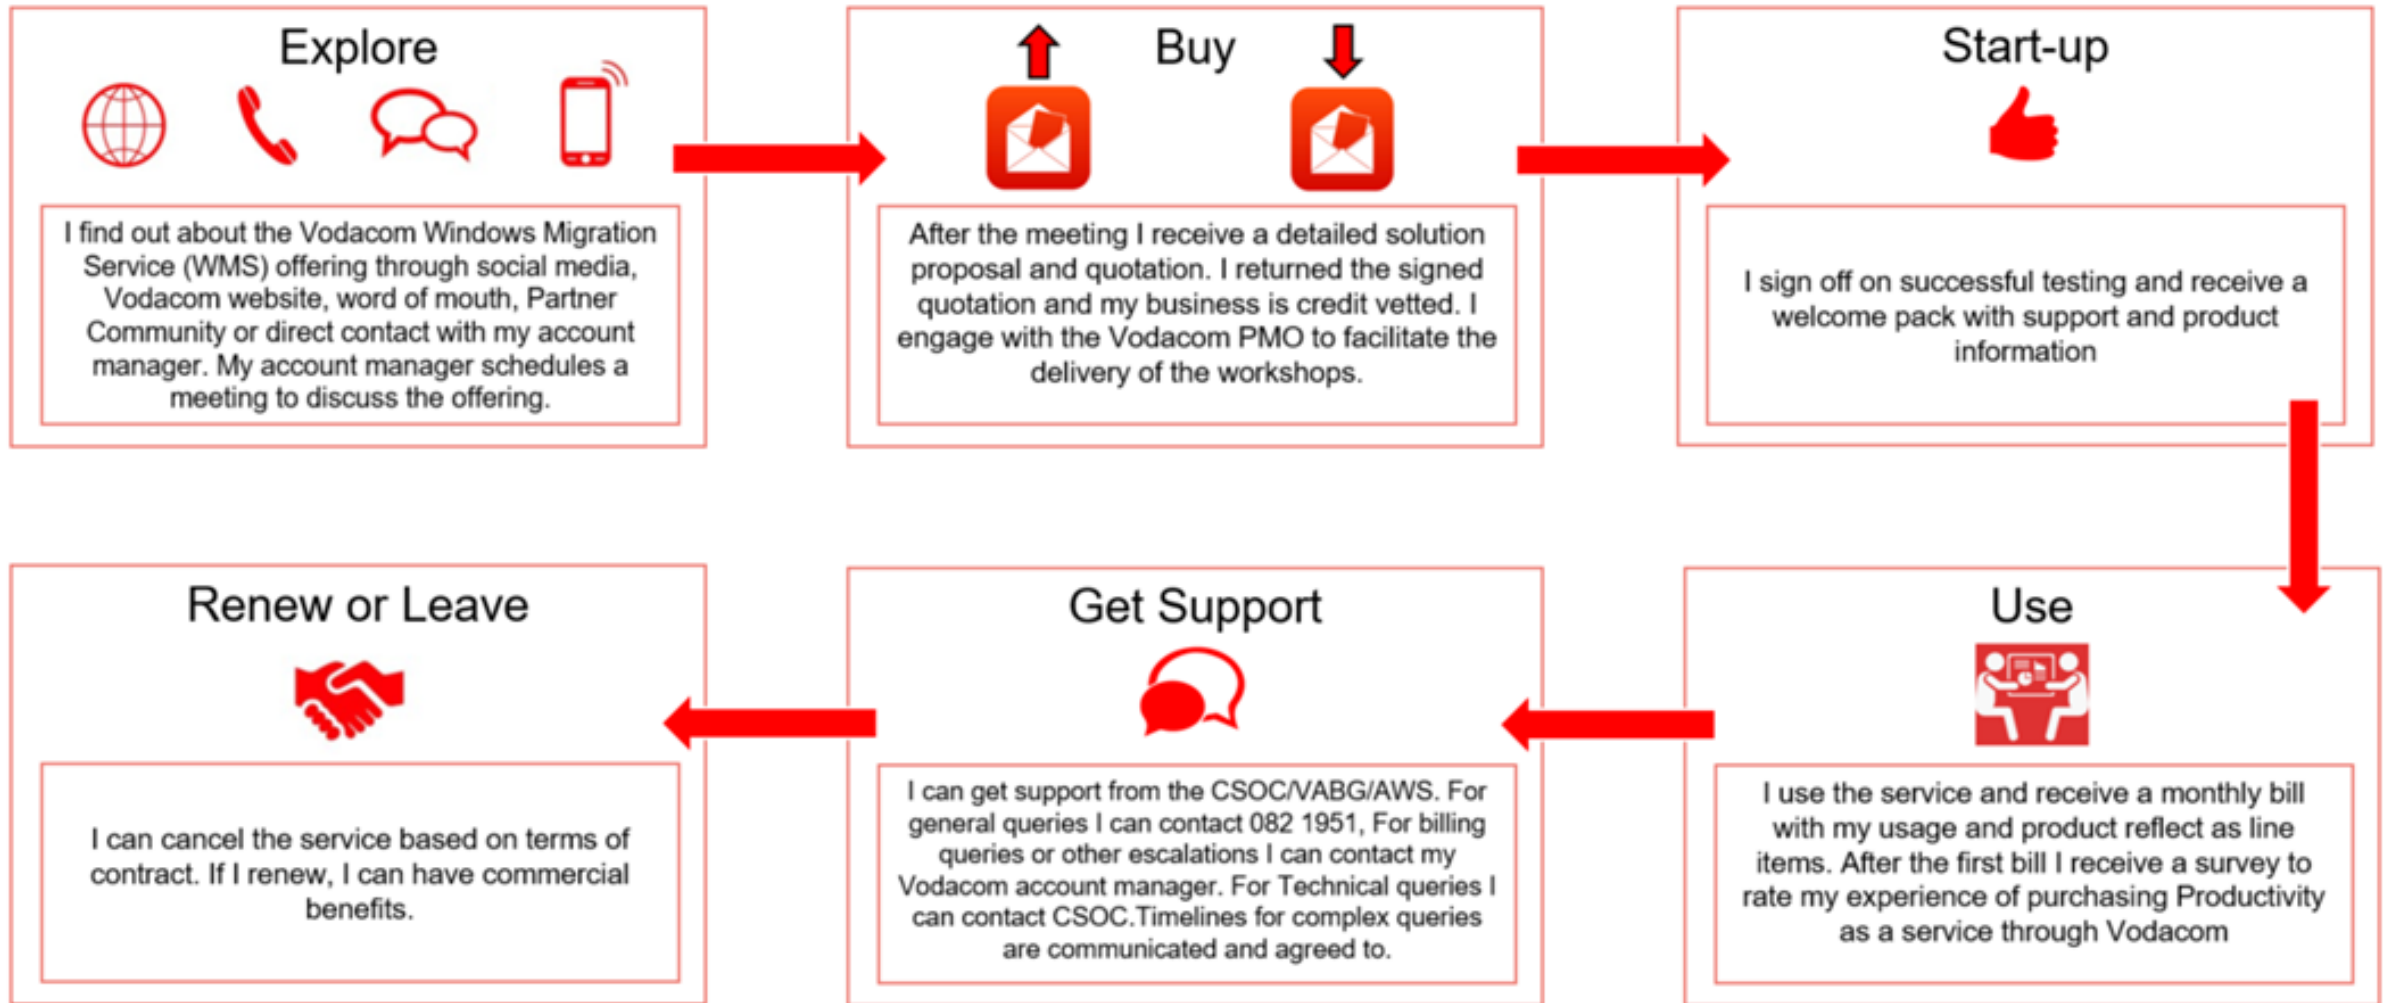 Explore
I find out about the Vodacom Windows Migration
Service (WMS) offering through social media,
Vodacom website, word of mouth, Partner
Community or direct contact with my account
manager. My account manager schedules a
meeting to discuss the offering.
Buy
After the meeting I receive a detailed solution
proposal and quotation. I returned the signed
quotation and my business is credit vetted. I
engage with the Vodacom PMO to facilitate the
delivery of the workshops.
Start-up
I sign off on successful testing and receive a
welcome pack with support and product
information
Use
I use the service and receive a monthly bill
with my usage and product reflect as line
items. After the first bill I receive a survey to
rate my experience of purchasing Productivity
as a service through Vodacom
Get Support
I can get support from the CSOC/VABG/AWS. For
general queries I can contact 082 1951, For billing
queries or other escalations I can contact my
Vodacom account manager. For Technical queries I
can contact CSOC.Timelines for complex queries
are communicated and agreed to.
Renew or Leave
I can cancel the service based on terms of
contract. If I renew, I can have commercial
benefits.